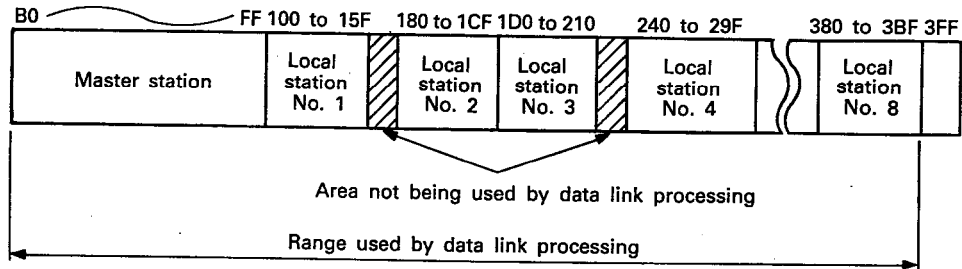 B0 FF 100 to 15F 180 to 1CF 1D0 to 210 240 to 29F 380 to 3BF 3FF
Master station
Local station No. 1
Local station No. 2
Local station No. 3
Local station No. 4
Local station No. 8
Area not being used by data link processing
Range used by data link processing